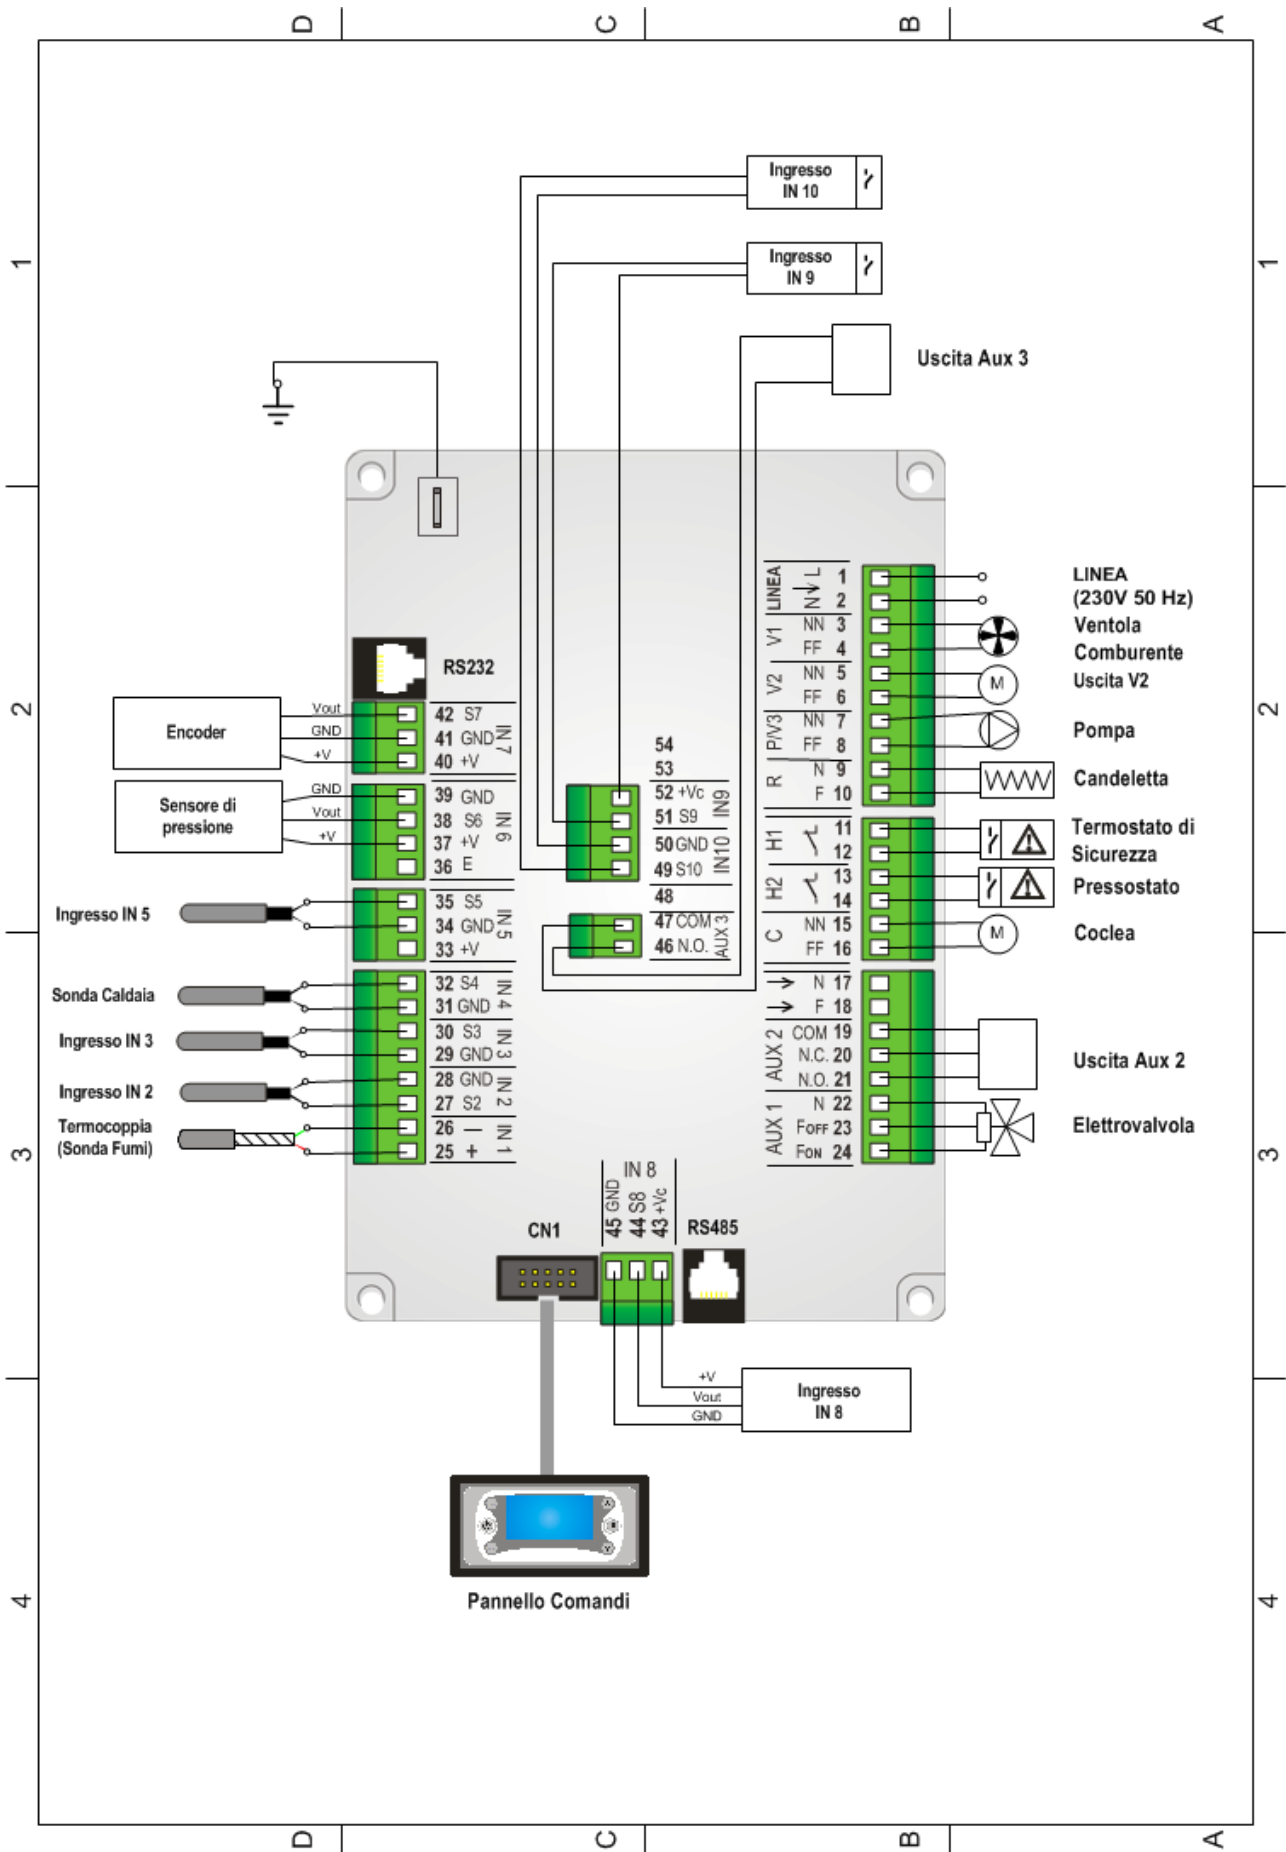 D C B A
1 1
Ingresso
IN 10
Ingresso
IN 9
Uscita Aux 3
2 2
RS232
Encoder
Vout
GND
+V
42 S7
41 GND
40 +V
IN 7
Sensore di
pressione
GND
Vout
+V
39 GND
38 S6
37 +V
36 E
IN 6
Ingresso IN 5
35 S5
34 GND
33 +V
IN 5
Sonda Caldaia
32 S4
31 GND
IN 4
Ingresso IN 3
30 S3
29 GND
IN 3
Ingresso IN 2
28 GND
27 S2
IN 2
Termocoppia
(Sonda Fumi)
26 —
25 +
IN 1
54
53
52 +Vc
51 S9
IN9
50 GND
49 S10
IN10
48
47 COM
46 N.O.
AUX 3
LINEA
L 1
N 2
LINEA
(230V 50 Hz)
V1
NN 3
FF 4
Ventola
Comburente
V2
NN 5
FF 6
M
Uscita V2
P/V3
NN 7
FF 8
Pompa
R
N 9
F 10
Candeletta
H1
11
12
Termostato di
Sicurezza
H2
13
14
Pressostato
C
NN 15
FF 16
M
Coclea
N 17
F 18
AUX 2
COM 19
N.C. 20
N.O. 21
Uscita Aux 2
AUX 1
N 22
FOFF 23
FON 24
Elettrovalvola
3 3
IN 8
45 GND
44 S8
43 +Vc
CN1
RS485
+V
Vout
GND
Ingresso
IN 8
Pannello Comandi
4 4
D C B A